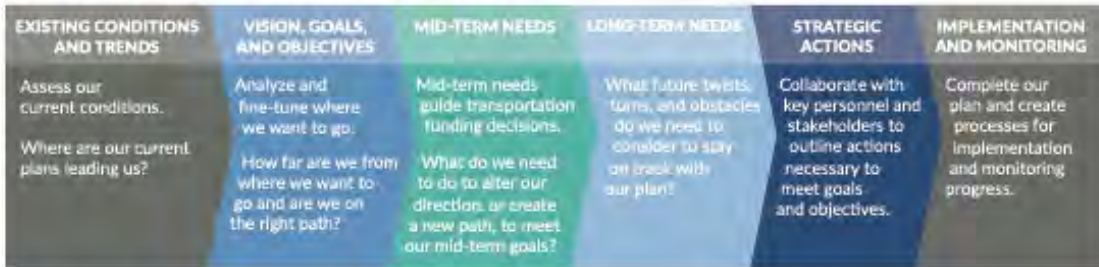 EXISTING CONDITIONS
AND TRENDS
Assess our
current conditions.
Where are our current
plans leading us?
VISION, GOALS,
AND OBJECTIVES
Analyze and
fine-tune where
we want to go.
How far are we from
where we want to
go and are we on
the right path?
MID-TERM NEEDS
Mid-term needs
guide transportation
funding decisions.
What do we need
to do to alter our
direction, or create
a new path, to meet
our mid-term goals?
LONG-TERM NEEDS
What future twists,
turns, and obstacles
do we need to
consider to stay
on track with
our plan?
STRATEGIC
ACTIONS
Collaborate with
key personnel and
stakeholders to
outline actions
necessary to
meet goals
and objectives.
IMPLEMENTATION
AND MONITORING
Complete our
plan and create
processes for
implementation
and monitoring
progress.